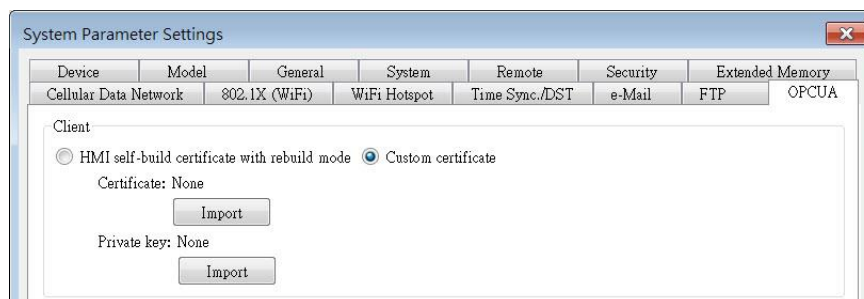 System Parameter Settings
Device Model General System Remote Security Extended Memory
Cellular Data Network 802.1X (WiFi) WiFi Hotspot Time Sync./DST e-Mail FTP OPCUA
Client
HMI self-build certificate with rebuild mode Custom certificate
Certificate: None
Import
Private key: None
Import